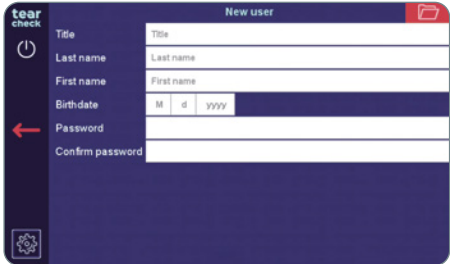 tear
check
New user
Title Title
Last name Last name
First name First name
Birthdate M d yyyy
Password
Confirm password